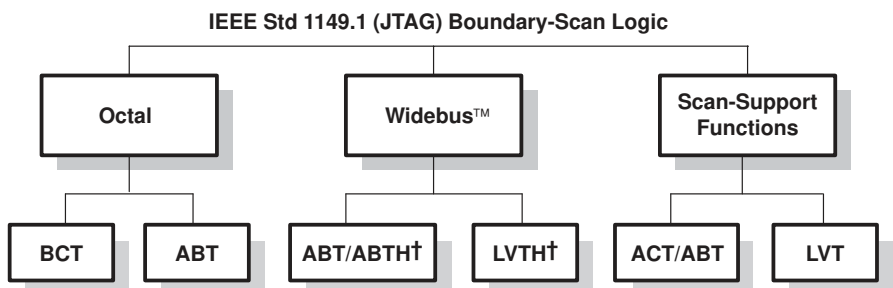 IEEE Std 1149.1 (JTAG) Boundary-Scan Logic
Octal
Widebus™
Scan-Support
Functions
BCT
ABT
ABT/ABTH†
LVTH†
ACT/ABT
LVT